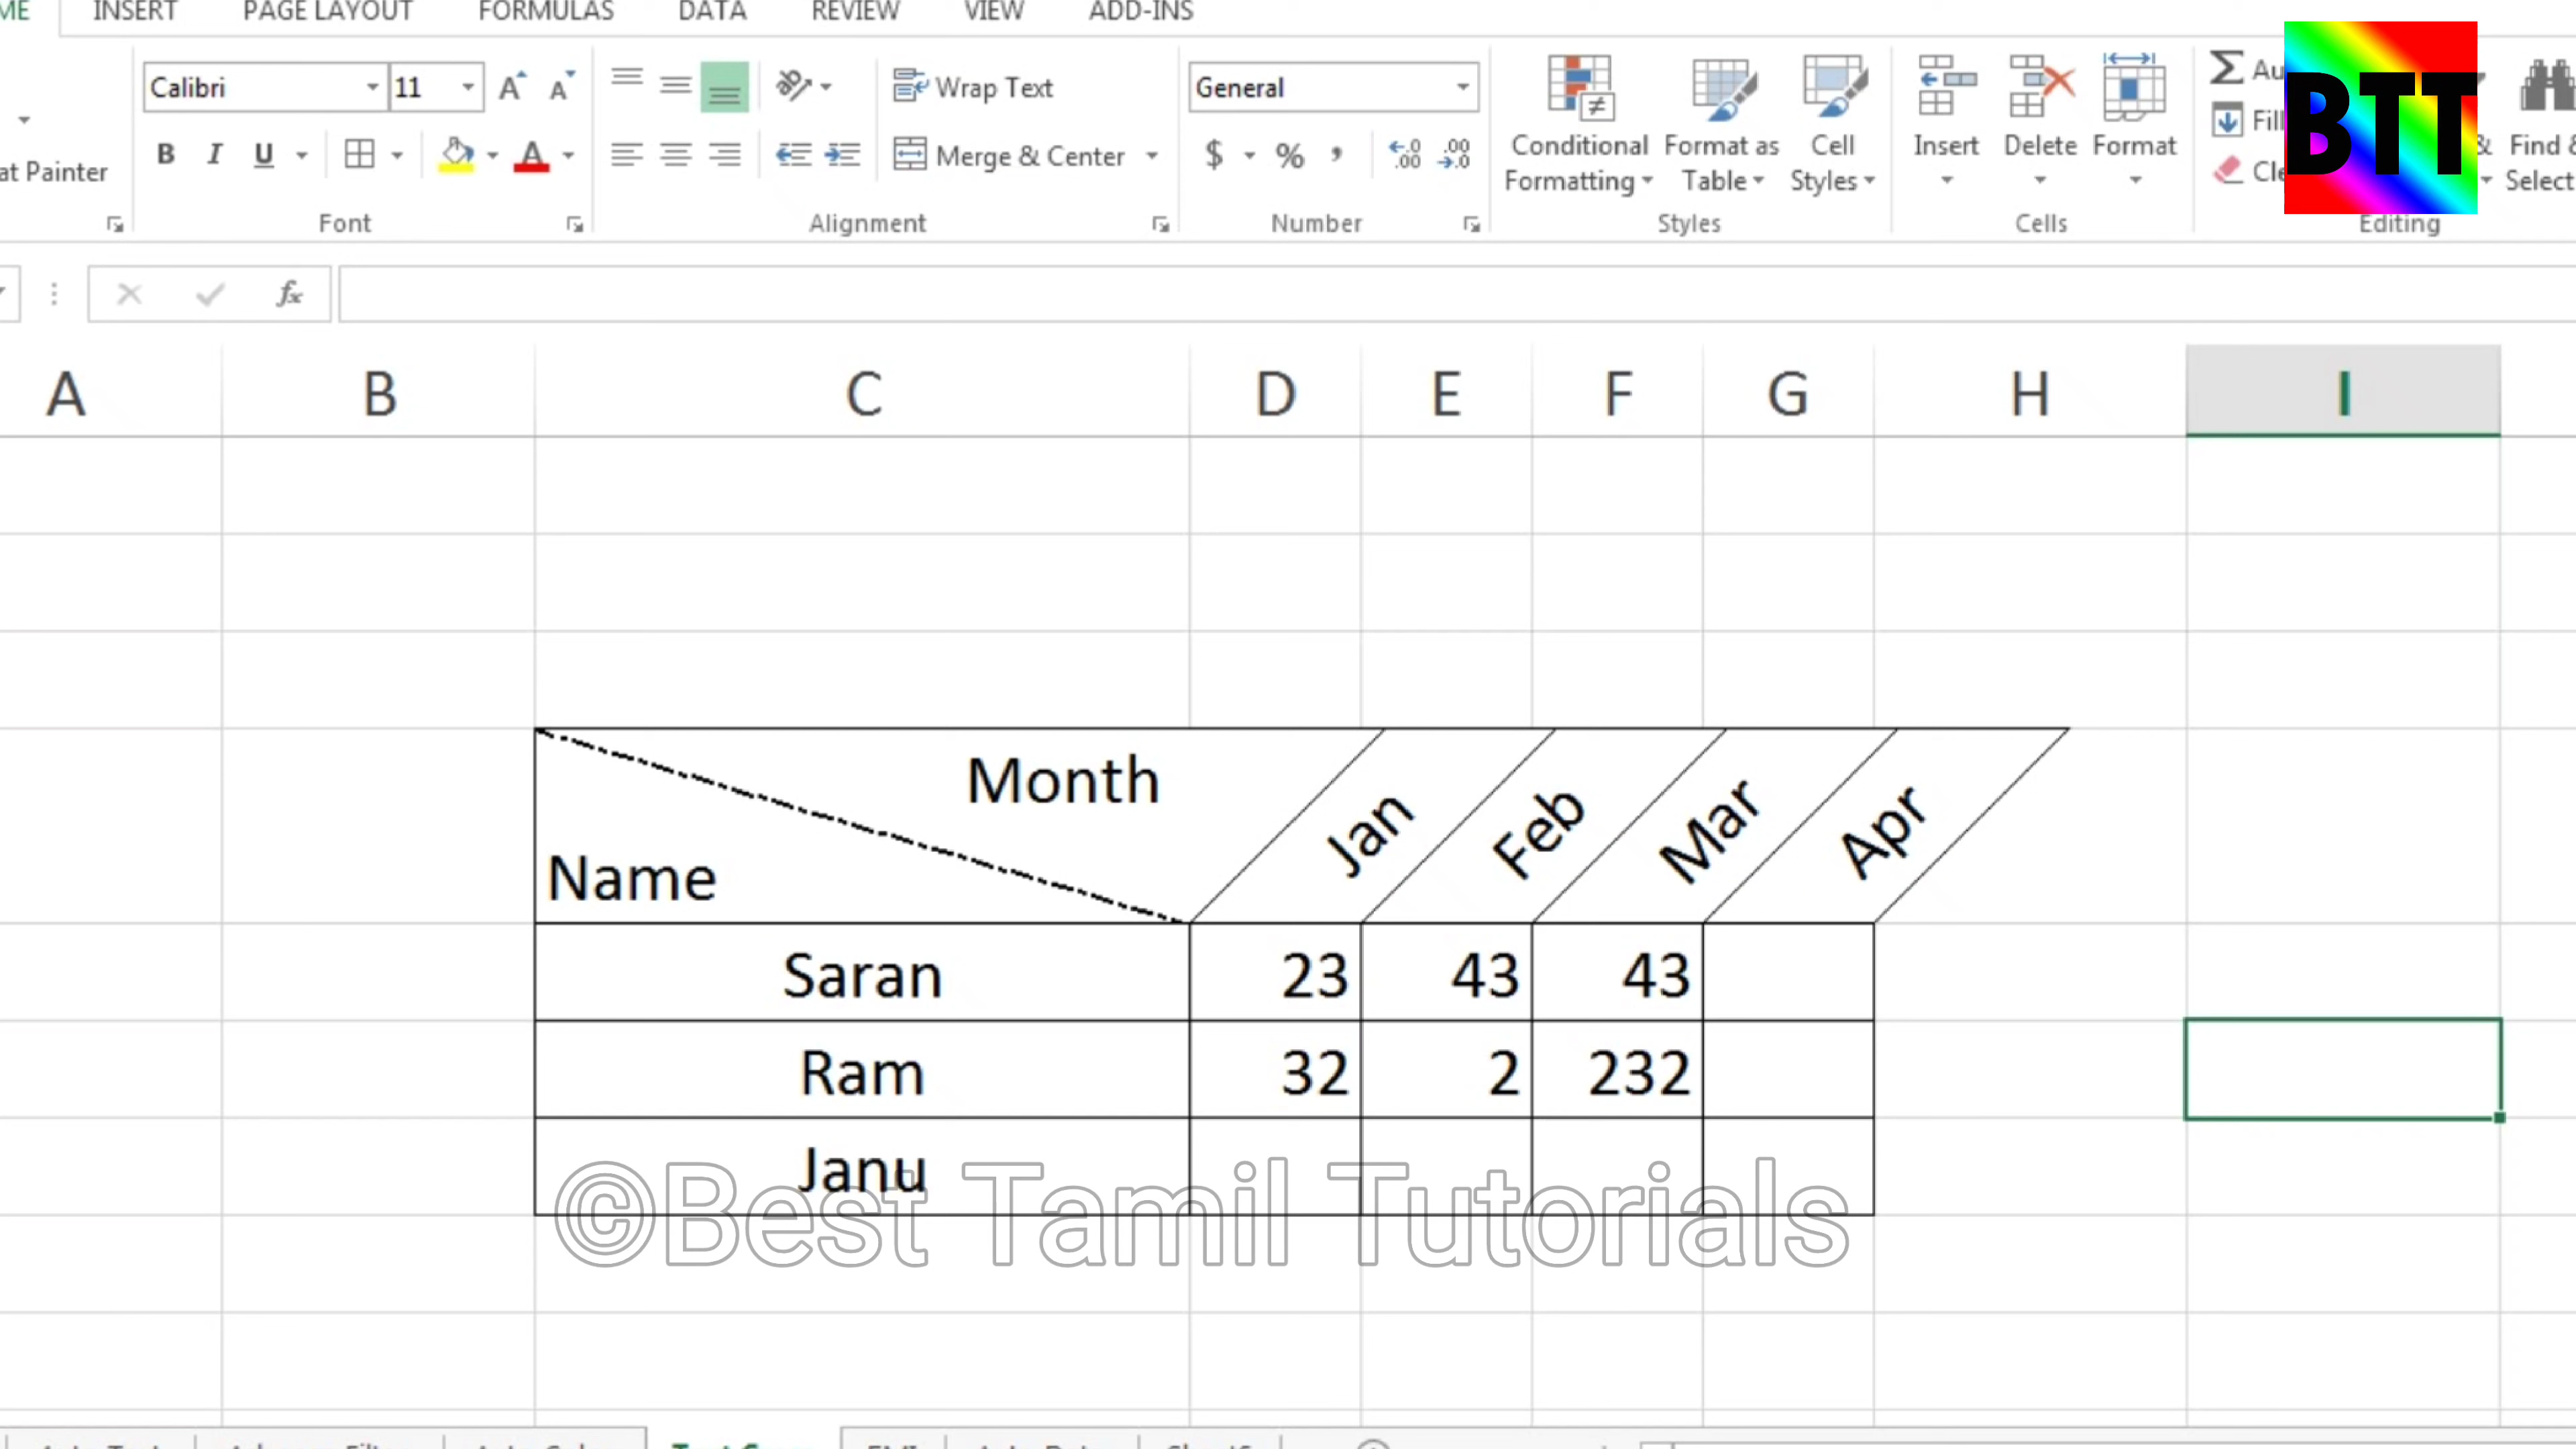 INSERT PAGE LAYOUT FORMULAS DATA REVIEW VIEW ADD-INS
Calibri 11 Wrap Text General
BTT
B I U Merge & Center $ % Conditional Formatting Format as Table Cell Styles Insert Delete Format Find & Select
Painter
Font Alignment Number Styles Cells Editing
fx
A B C D E F G H I
Month
Name
Jan Feb Mar Apr
Saran 23 43 43
Ram 32 2 232
Janu
©Best Tamil Tutorials